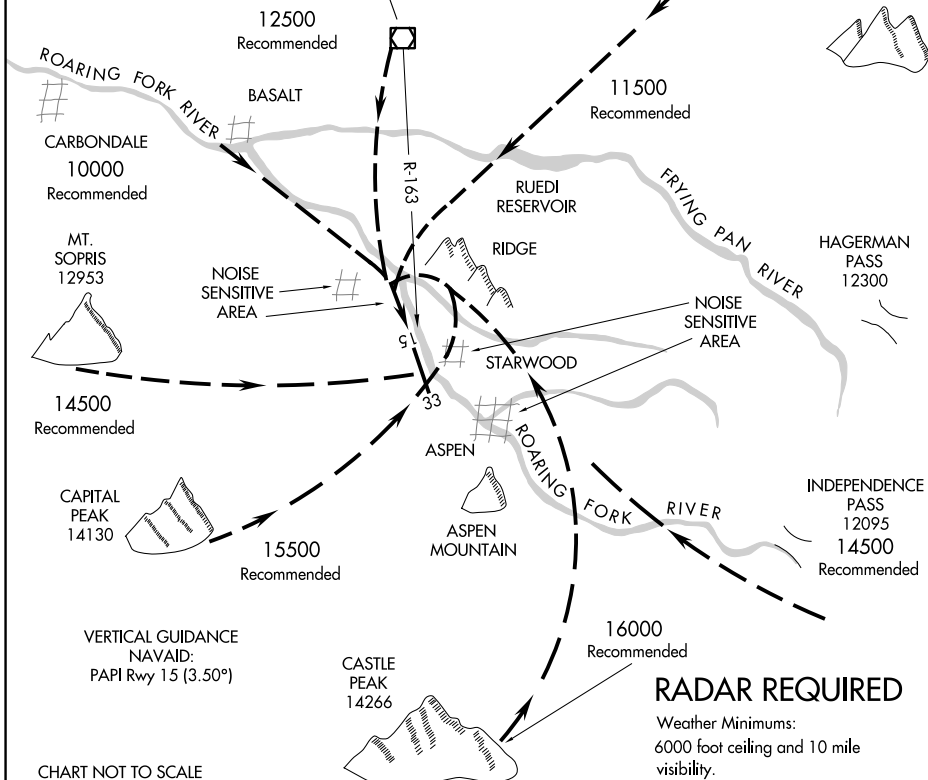 12500
Recommended
ROARING FORK RIVER
BASALT
11500
Recommended
CARBONDALE
10000
Recommended
R-163
RUEDI
RESERVOIR
FRYING PAN
RIVER
MT.
SOPRIS
12953
NOISE
SENSITIVE
AREA
RIDGE
HAGERMAN
PASS
12300
NOISE
SENSITIVE
AREA
15
STARWOOD
33
14500
Recommended
ASPEN
ROARING FORK RIVER
CAPITAL
PEAK
14130
15500
Recommended
ASPEN
MOUNTAIN
INDEPENDENCE
PASS
12095
14500
Recommended
VERTICAL GUIDANCE
NAVAID:
PAPI Rwy 15 (3.50°)
CASTLE
PEAK
14266
16000
Recommended
RADAR REQUIRED
Weather Minimums:
6000 foot ceiling and 10 mile
visibility.
CHART NOT TO SCALE